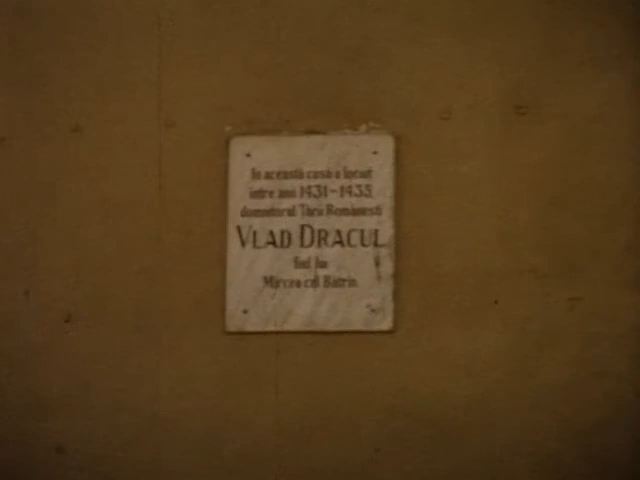 In această casă a locuit
între anii 1431-1435
domnitorul Țării Românești
VLAD DRACUL
fiul lui
Mircea cel Bătrîn